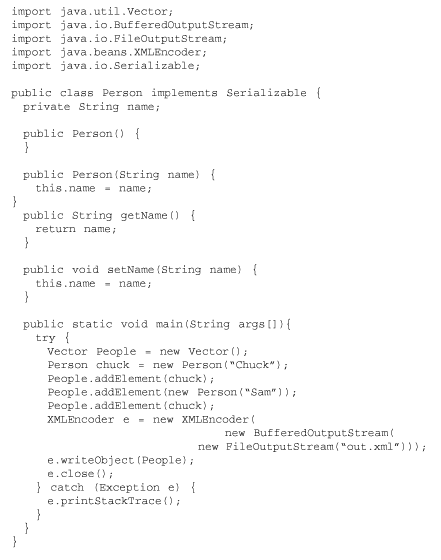 import java.util.Vector;
import java.io.BufferedOutputStream;
import java.io.FileOutputStream;
import java.beans.XMLEncoder;
import java.io.Serializable;

public class Person implements Serializable {
  private String name;

  public Person() {
  }

  public Person(String name) {
    this.name = name;
}
  public String getName() {
    return name;
  }

  public void setName(String name) {
    this.name = name;
  }

  public static void main(String args[]){
    try {
      Vector People = new Vector();
      Person chuck = new Person(“Chuck”);
      People.addElement(chuck);
      People.addElement(new Person(“Sam”));
      People.addElement(chuck);
      XMLEncoder e = new XMLEncoder(
                                  new BufferedOutputStream(
                              new FileOutputStream(“out.xml”)));
      e.writeObject(People);
      e.close();
    } catch (Exception e) {
      e.printStackTrace();
    }
  }
}